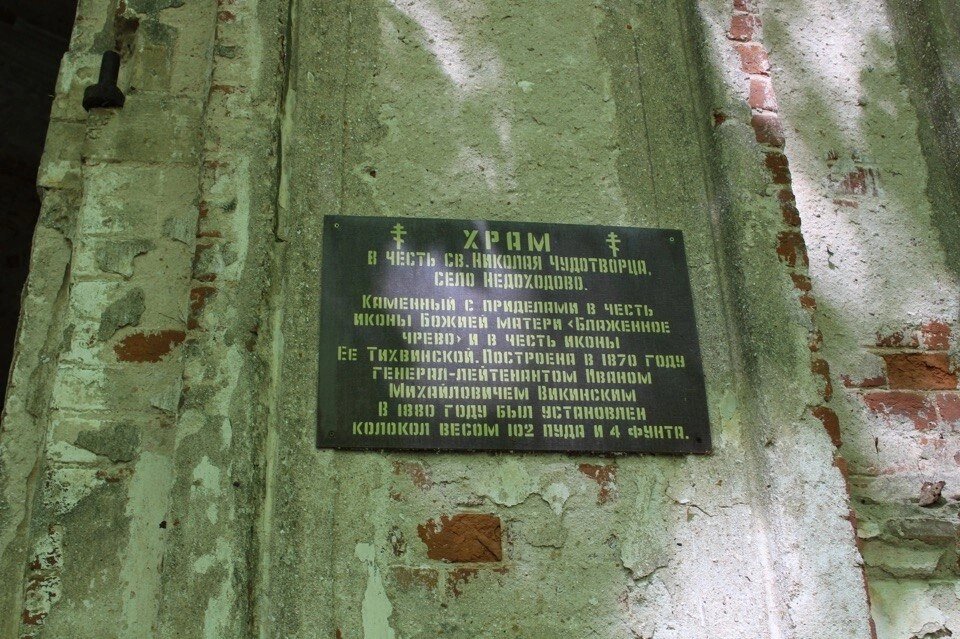 ХРАМ
В ЧЕСТЬ СВ. НИКОЛАЯ ЧУДОТВОРЦА.
СЕЛО НЕДОХОДОВО.
КАМЕННЫЙ С ПРИДЕЛАМИ В ЧЕСТЬ
ИКОНЫ БОЖИЕЙ МАТЕРИ <БЛАЖЕННОЕ
ЧРЕВО> И В ЧЕСТЬ ИКОНЫ
ЕЕ ТИХВИНСКОЙ. ПОСТРОЕНА В 1870 ГОДУ
ГЕНЕРАЛ-ЛЕЙТЕНАНТОМ ИВАНОМ
МИХАЙЛОВИЧЕМ ВИКИНСКИМ
В 1880 ГОДУ БЫЛ УСТАНОВЛЕН
КОЛОКОЛ ВЕСОМ 102 ПУДА И 4 ФУНТА.